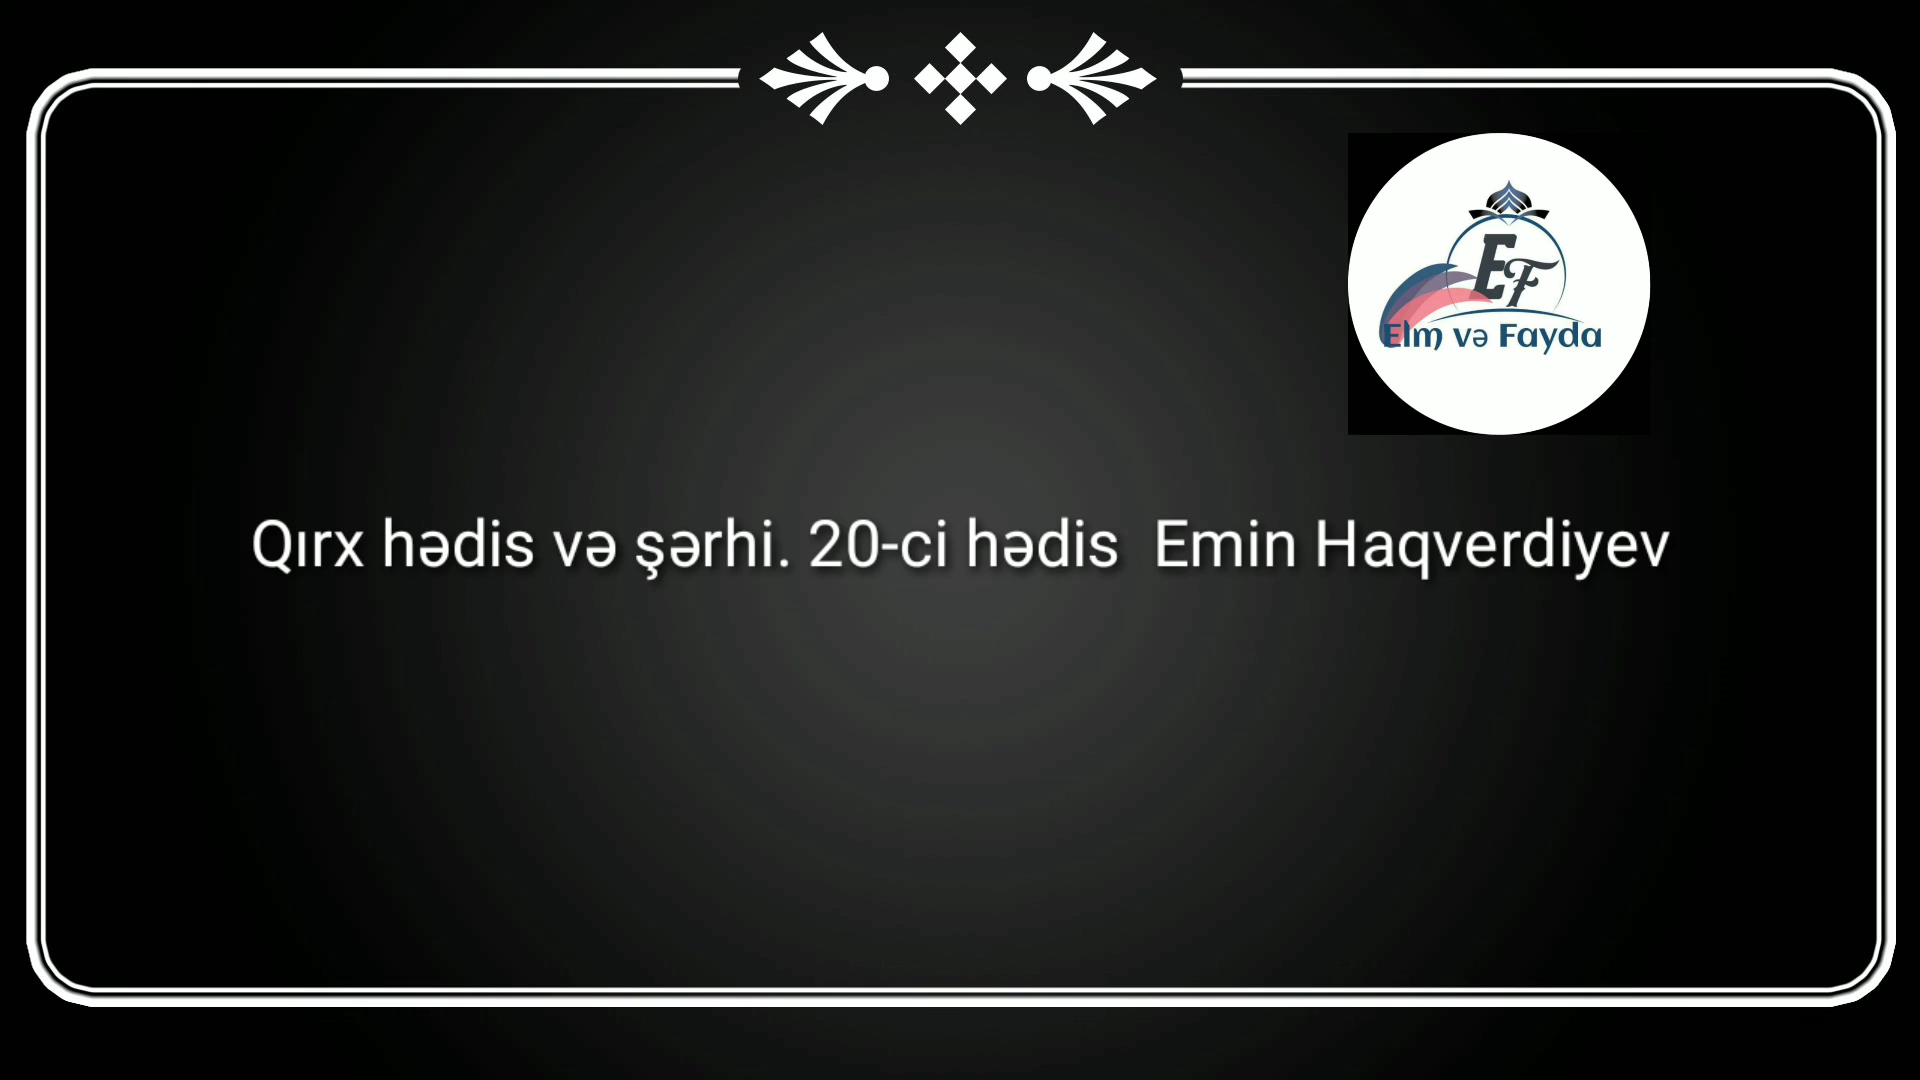 EF
Elm və Fayda
Qırx hədis və şərhi. 20-ci hədis  Emin Haqverdiyev